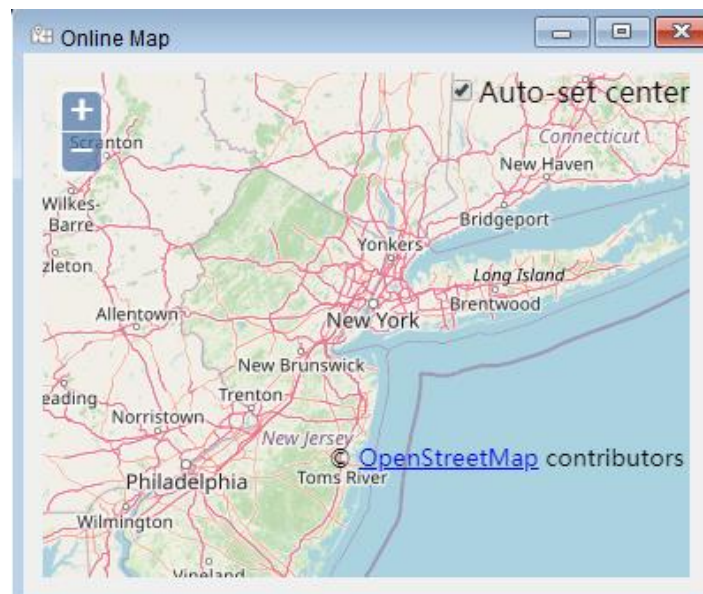 Online Map
+
Auto-set center
−
Scranton
Connecticut
New Haven
Wilkes-
Barre
Bridgeport
Yonkers
zleton
Long Island
Brentwood
Allentown
New York
New Brunswick
eading
Trenton
Norristown
New Jersey
© OpenStreetMap contributors
Toms River
Philadelphia
Wilmington
Vineland